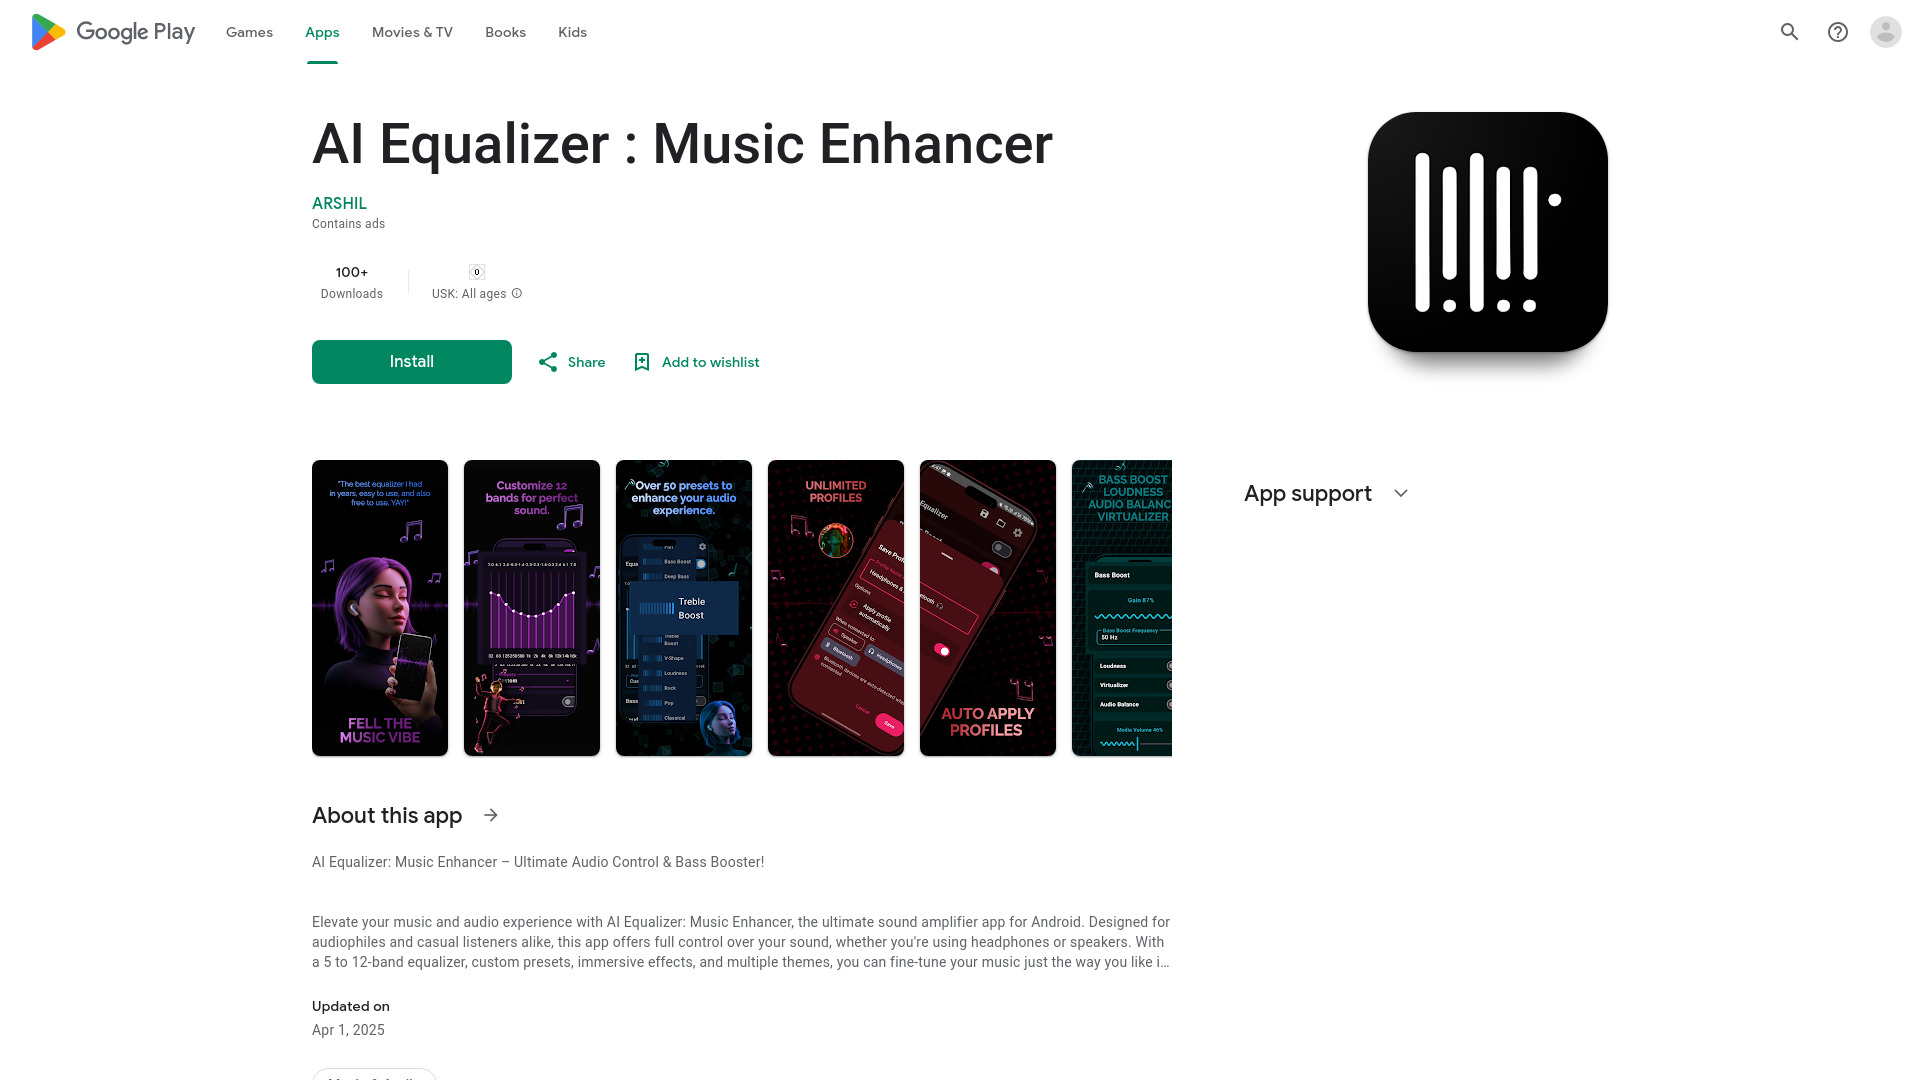 Google Play
Games
Apps
Movies & TV
Books
Kids
AI Equalizer : Music Enhancer
ARSHIL
Contains ads
100+
Downloads
0
USK: All ages
Install
Share
Add to wishlist
"The best equalizer I had
in years, easy to use, and also
free to use, YAY!"
FELL THE
MUSIC VIBE
Customize 12
bands for perfect
sound.
Over 50 presets to
enhance your audio
experience.
Bass Boost
Deep Bass
Treble
Boost
Treble
Boost
V-Shape
Loudness
Rock
Pop
Classical
UNLIMITED
PROFILES
Options
Apply profile
automatically
When connected to:
Speaker
Bluetooth
Headphones
Cancel
Save
Equalizer
AUTO APPLY
PROFILES
BASS BOOST
LOUDNESS
AUDIO BALANC
VIRTUALIZER
Bass Boost
Gain 87%
Bass Boost Frequency
50 Hz
Loudness
Virtualizer
Audio Balance
Media Volume 46%
App support
About this app
AI Equalizer: Music Enhancer – Ultimate Audio Control & Bass Booster!
Elevate your music and audio experience with AI Equalizer: Music Enhancer, the ultimate sound amplifier app for Android. Designed for
audiophiles and casual listeners alike, this app offers full control over your sound, whether you're using headphones or speakers. With
a 5 to 12-band equalizer, custom presets, immersive effects, and multiple themes, you can fine-tune your music just the way you like i…
Updated on
Apr 1, 2025